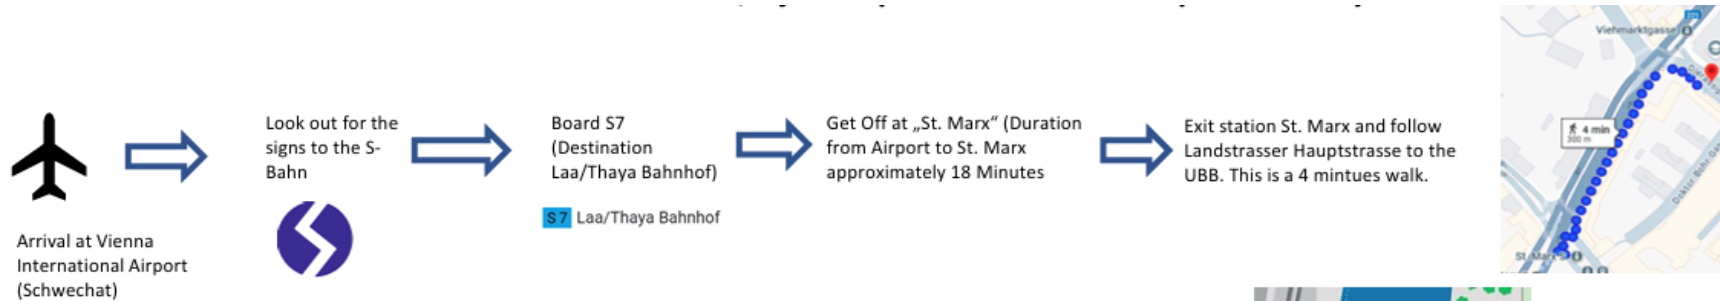 Arrival at Vienna
International Airport
(Schwechat)
Look out for the
signs to the S-
Bahn
Board S7
(Destination
Laa/Thaya Bahnhof)
S 7 Laa/Thaya Bahnhof
Get Off at „St. Marx“ (Duration
from Airport to St. Marx
approximately 18 Minutes
Exit station St. Marx and follow
Landstrasser Hauptstrasse to the
UBB. This is a 4 mintues walk.
Viehmarktgasse
4 min
300 m
St. Marx